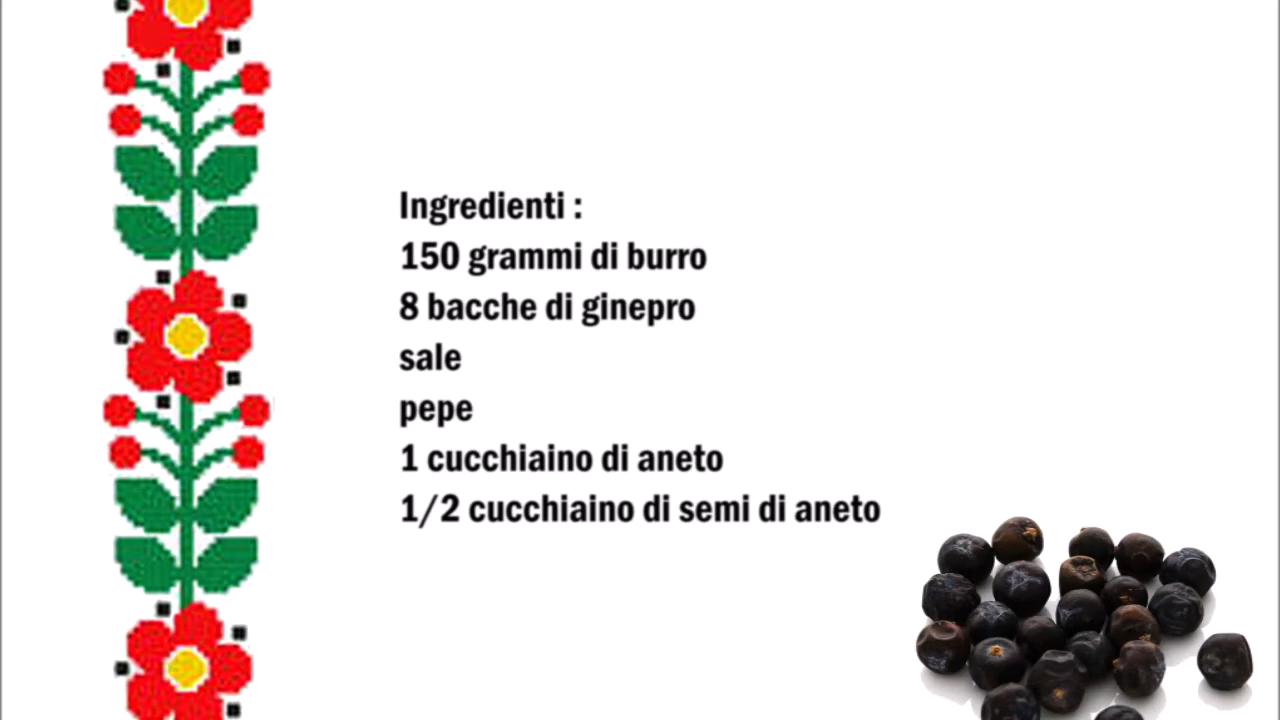 Ingredienti :
150 grammi di burro
8 bacche di ginepro
sale
pepe
1 cucchiaino di aneto
1/2 cucchiaino di semi di aneto